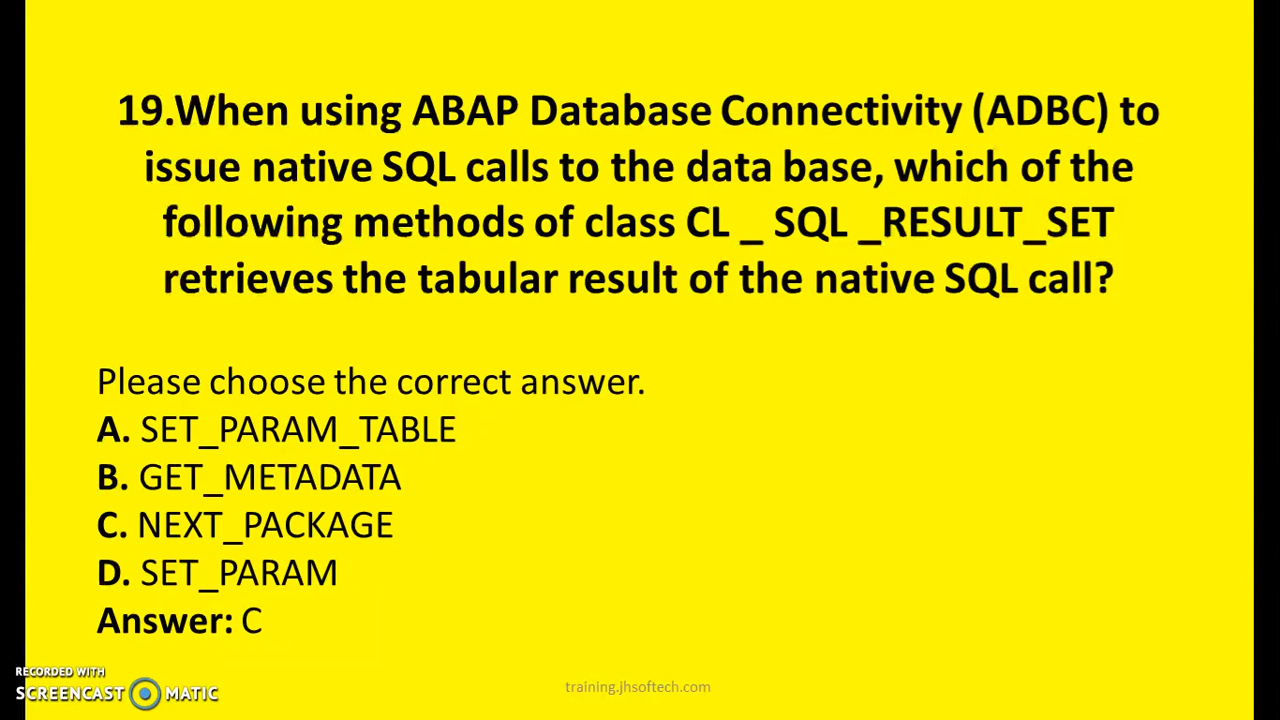 19.When using ABAP Database Connectivity (ADBC) to
issue native SQL calls to the data base, which of the
following methods of class CL _ SQL _RESULT_SET
retrieves the tabular result of the native SQL call?
Please choose the correct answer.
A. SET_PARAM_TABLE
B. GET_METADATA
C. NEXT_PACKAGE
D. SET_PARAM
Answer: C
RECORDED WITH
SCREENCAST MATIC
training.jhsoftech.com